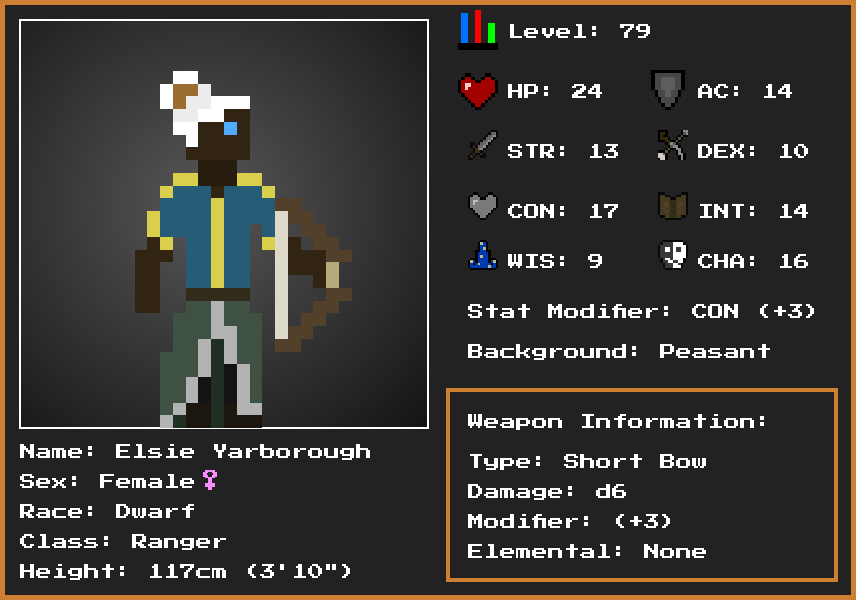 Level: 79
HP: 24
AC: 14
STR: 13
DEX: 10
CON: 17
INT: 14
WIS: 9
CHA: 16
Stat Modifier: CON (+3)
Background: Peasant
Weapon Information:
Type: Short Bow
Damage: d6
Modifier: (+3)
Elemental: None
Name: Elsie Yarborough
Sex: Female♀
Race: Dwarf
Class: Ranger
Height: 117cm (3'10")